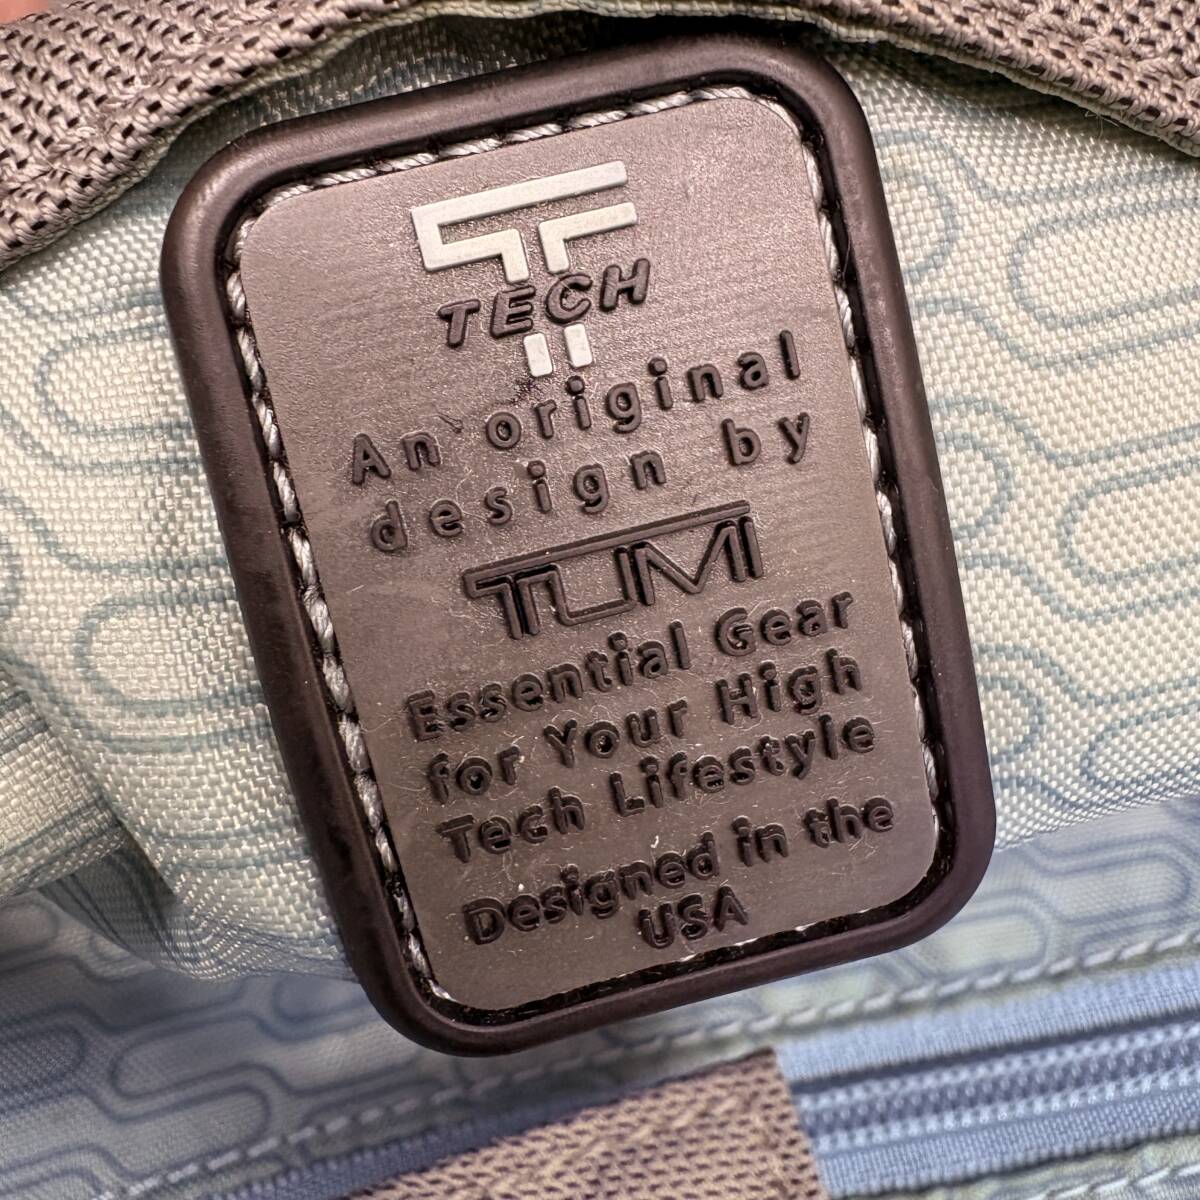 TECH
An original
design by
TUMI
Essential Gear
for Your High
Tech Lifestyle
Designed in the
USA